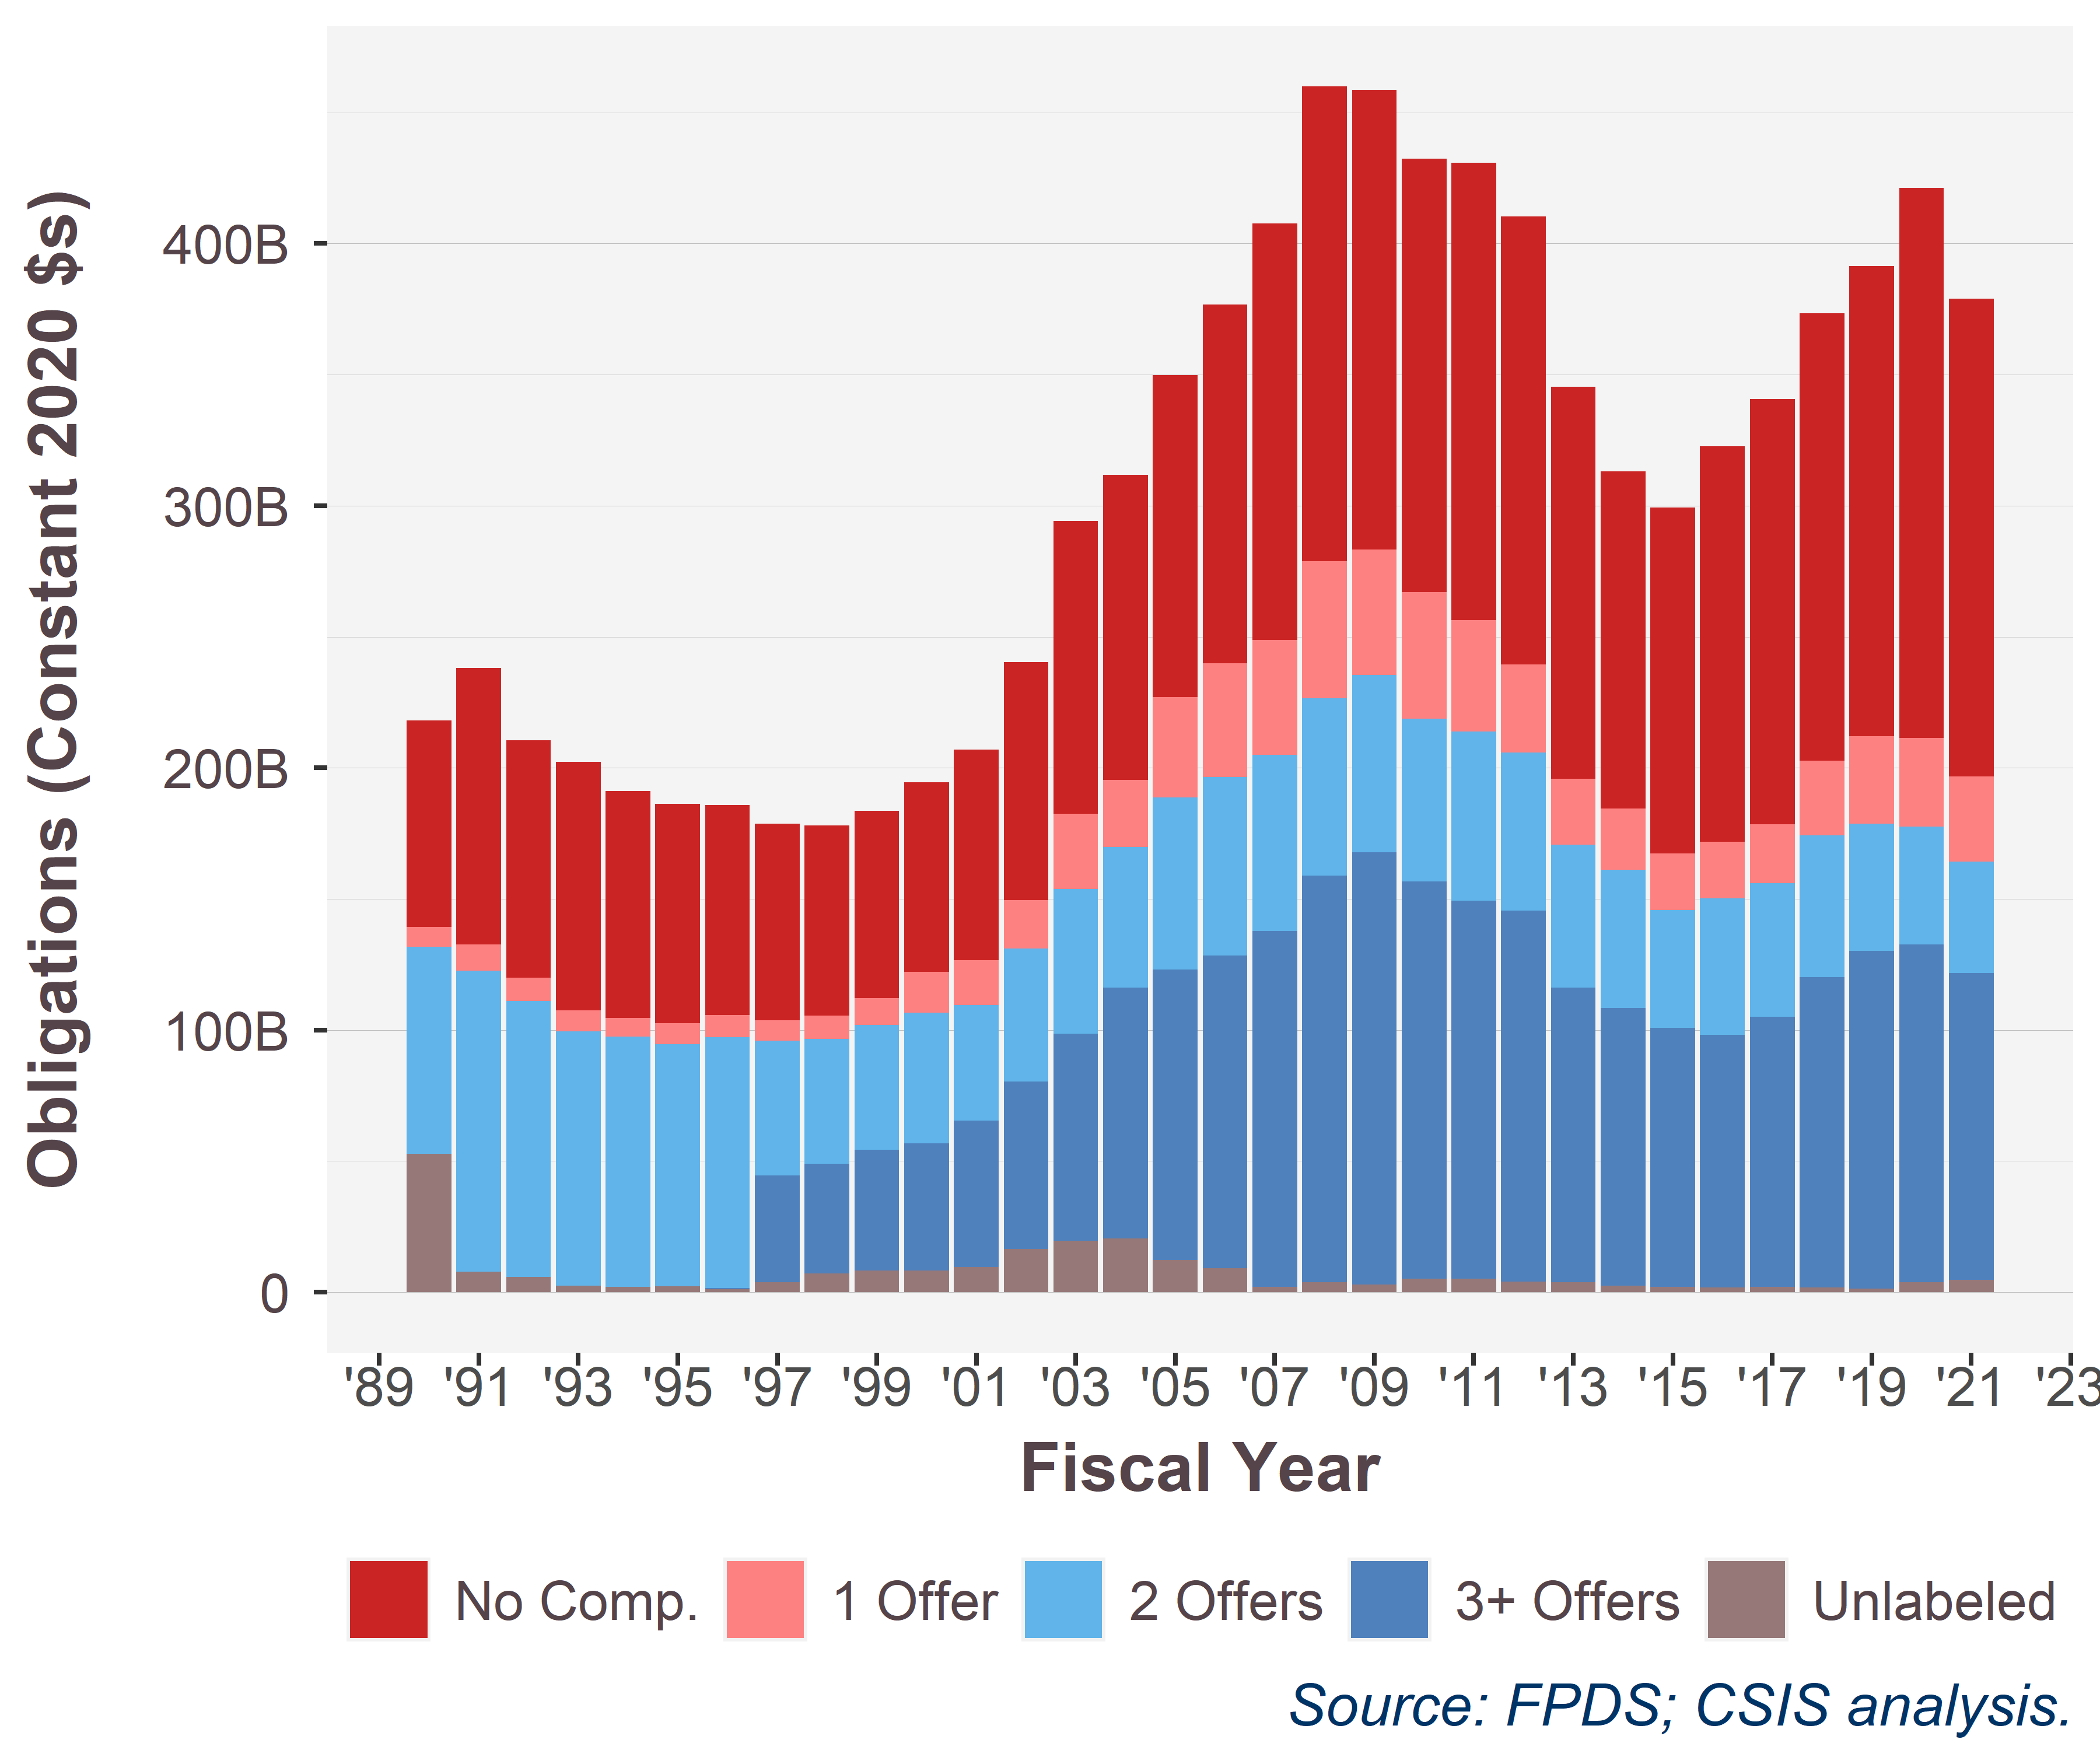 Obligations (Constant 2020 $s)
400B
300B
200B
100B
0
'89 '91 '93 '95 '97 '99 '01 '03 '05 '07 '09 '11 '13 '15 '17 '19 '21 '23
Fiscal Year
No Comp. 1 Offer 2 Offers 3+ Offers Unlabeled
Source: FPDS; CSIS analysis.